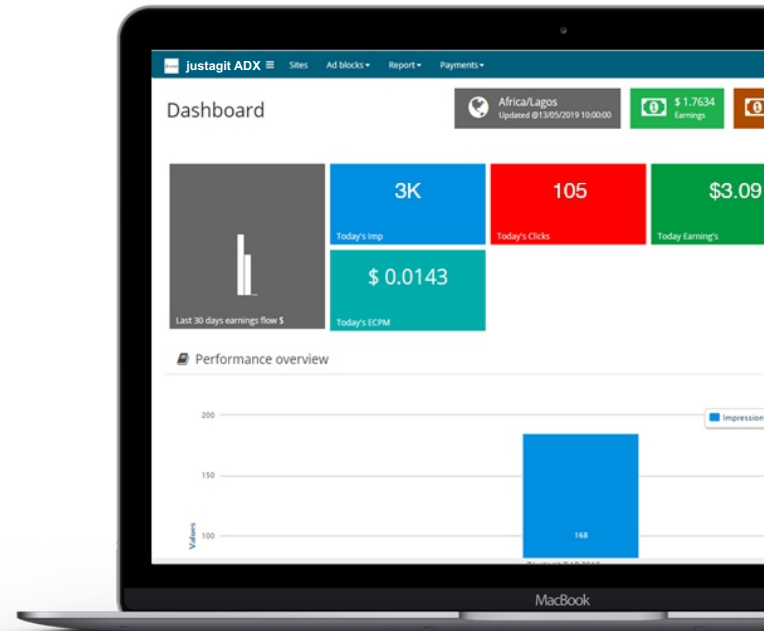 justagit ADX Sites Ad blocks Report Payments
Dashboard
Africa/Lagos
Updated @13/05/2019 10:00:00
$ 1.7634
Earnings
3K
Today's Imp
105
Today's Clicks
$3.09
Today Earning's
Last 30 days earnings flow $
$ 0.0143
Today's ECPM
Performance overview
200
Impression
150
Values
100
168
MacBook